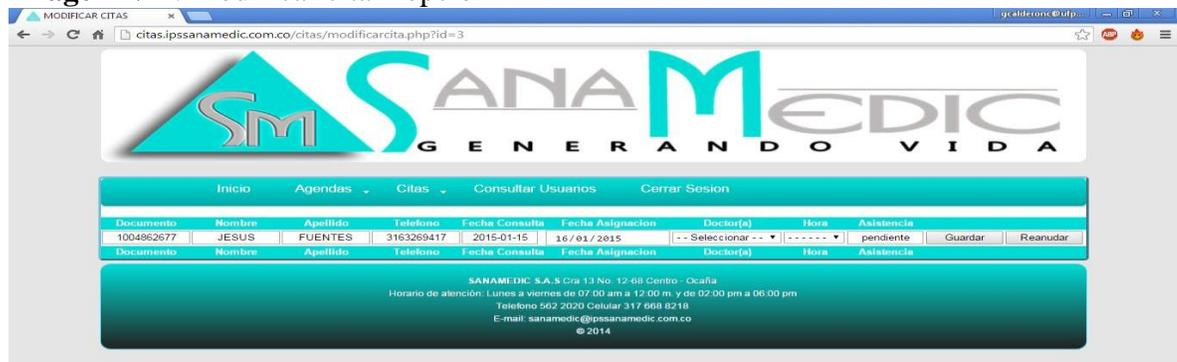 MODIFICAR CITAS
citas.ipssanamedic.com.co/citas/modificarcita.php?id=3
ABP
SM SANAMEDIC
GENERANDO VIDA
Inicio Agendas Citas Consultar Usuarios Cerrar Sesion
Documento Nombre Apellido Telefono Fecha Consulta Fecha Asignacion Doctor(a) Hora Asistencia
1004862677 JESUS FUENTES 3163269417 2015-01-15 16/01/2015 -- Seleccionar -- ------ pendiente Guardar Reanudar
Documento Nombre Apellido Telefono Fecha Consulta Fecha Asignacion Doctor(a) Hora Asistencia
SANAMEDIC S.A.S Cra 13 No. 12-68 Centro - Ocaña
Horario de atención: Lunes a viernes de 07:00 am a 12:00 m. y de 02:00 pm a 06:00 pm
Telefono 562 2020 Celular 317 668 8218
E-mail: sanamedic@ipssanamedic.com.co
© 2014